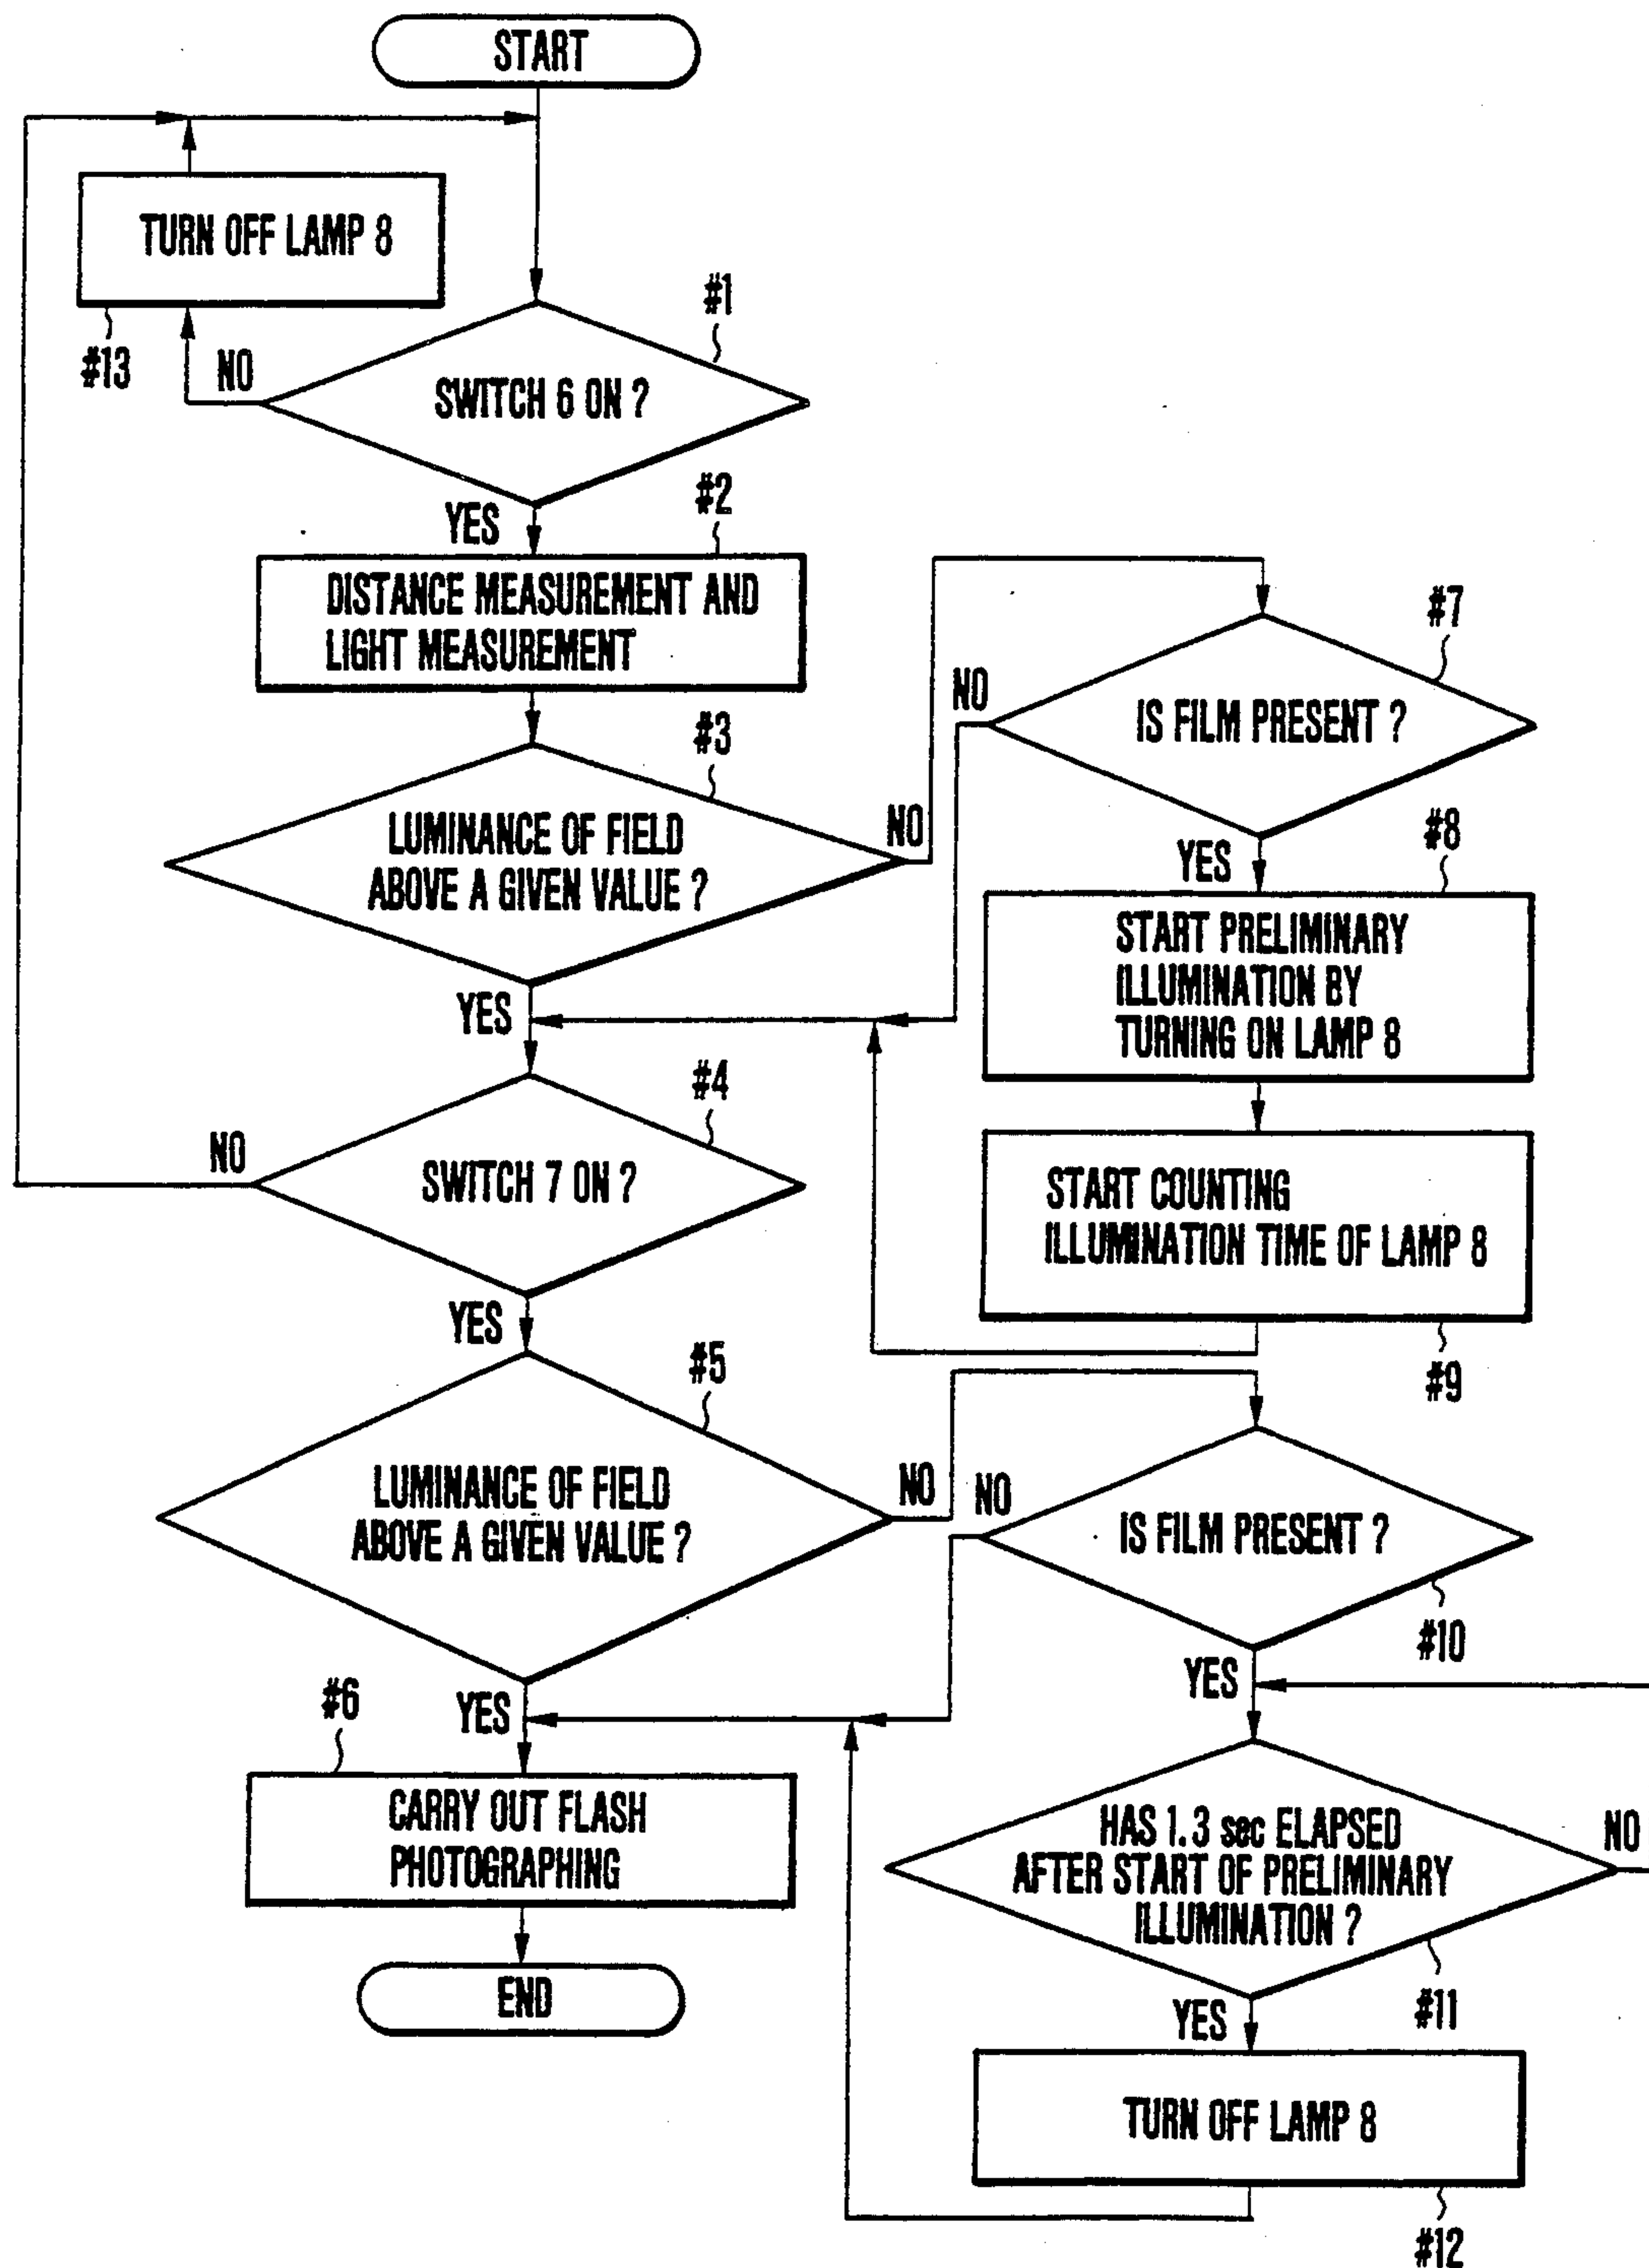 START
TURN OFF LAMP 8
#13
NO
#1
SWITCH 6 ON ?
YES
#2
DISTANCE MEASUREMENT AND
LIGHT MEASUREMENT
#3
LUMINANCE OF FIELD
ABOVE A GIVEN VALUE ?
NO
YES
#7
NO
IS FILM PRESENT ?
YES
#8
START PRELIMINARY
ILLUMINATION BY
TURNING ON LAMP 8
START COUNTING
ILLUMINATION TIME OF LAMP 8
#9
#4
NO
SWITCH 7 ON ?
YES
#5
LUMINANCE OF FIELD
ABOVE A GIVEN VALUE ?
NO
YES
NO
IS FILM PRESENT ?
#10
YES
HAS 1.3 sec ELAPSED
AFTER START OF PRELIMINARY
ILLUMINATION ?
NO
#11
YES
TURN OFF LAMP 8
#12
#6
CARRY OUT FLASH
PHOTOGRAPHING
END